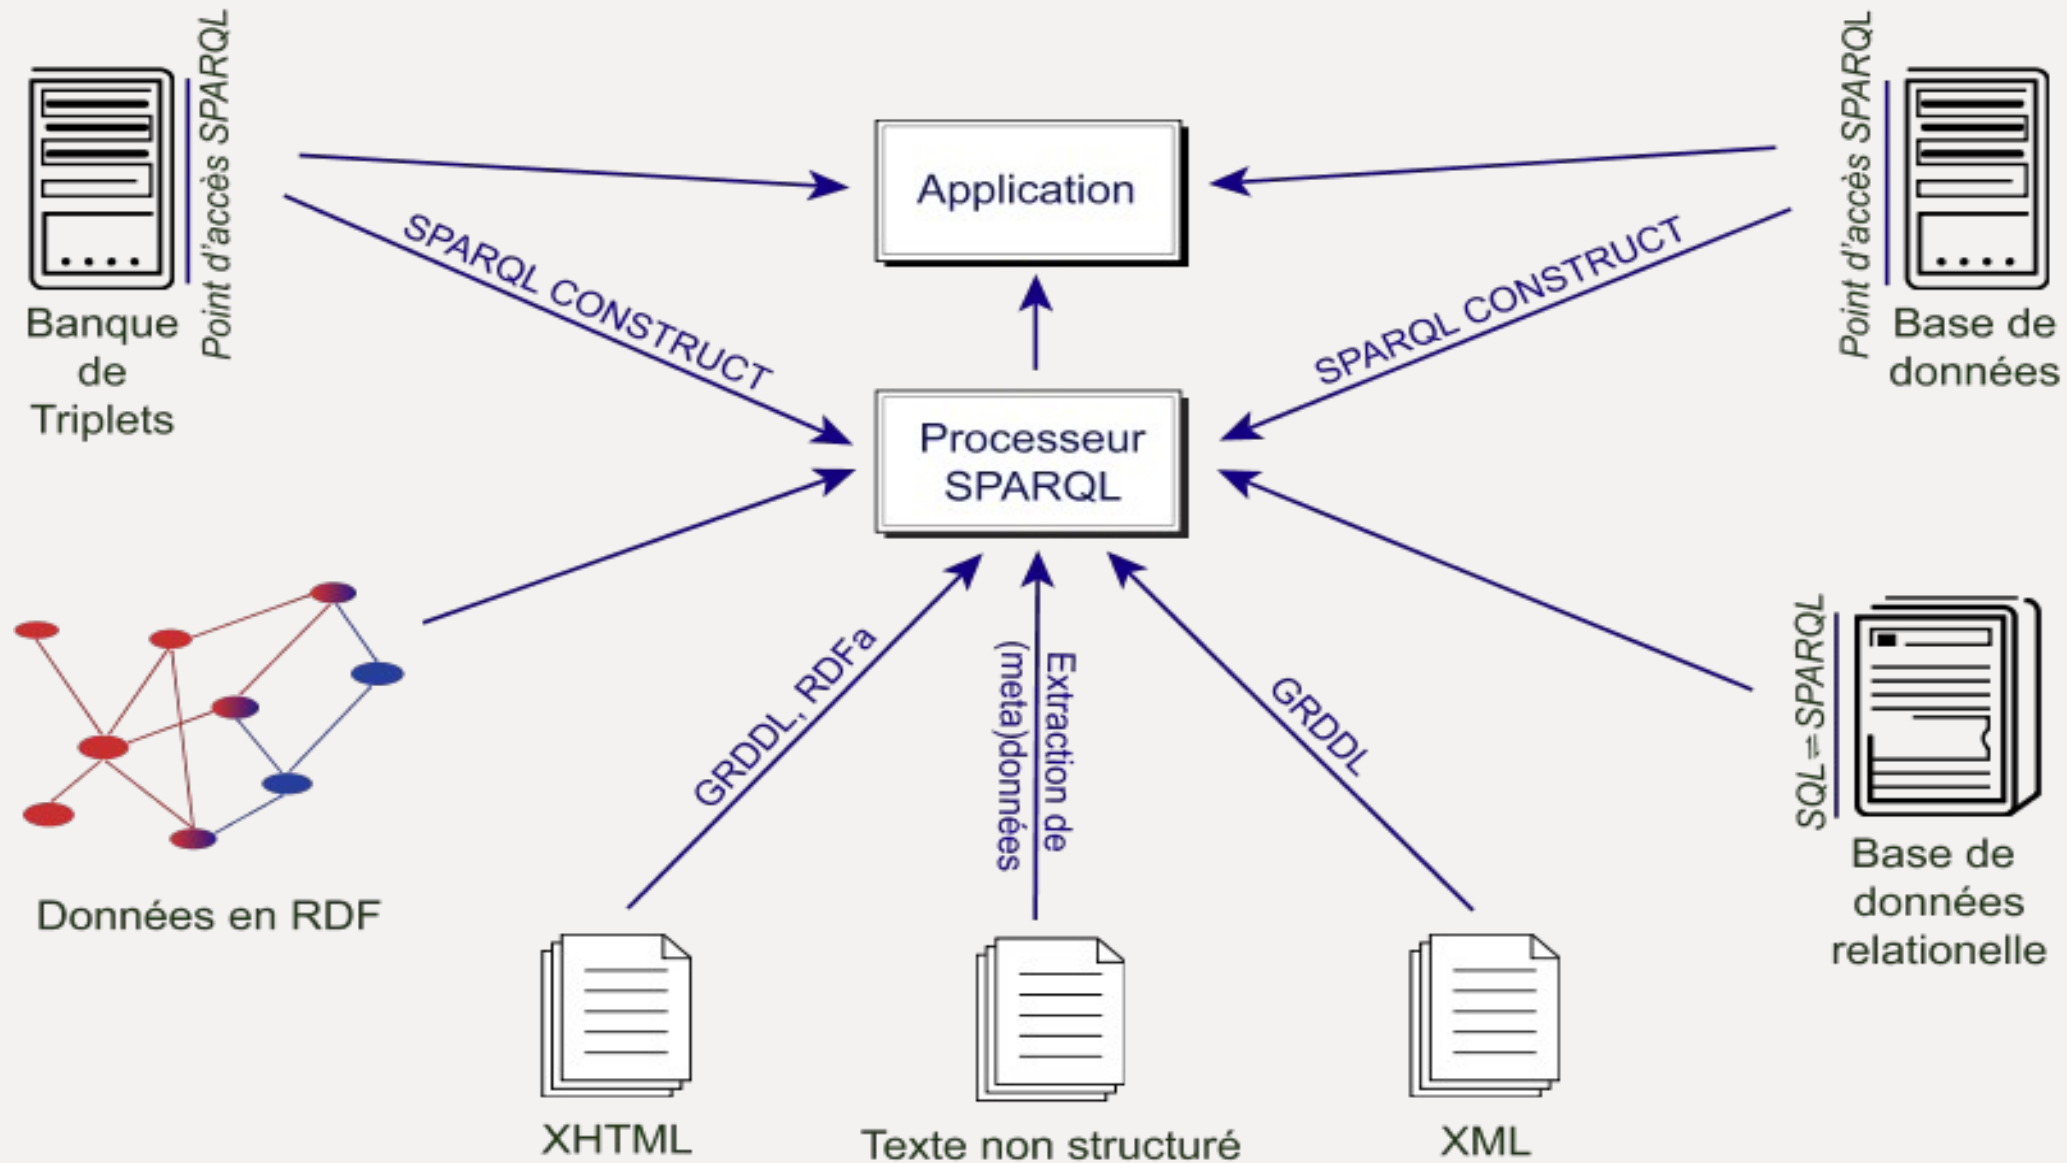 Point d'accès SPARQL
Banque
de
Triplets
Application
Point d'accès SPARQL
Base de
données
SPARQL CONSTRUCT
SPARQL CONSTRUCT
Processeur
SPARQL
Données en RDF
GRDDL, RDFa
Extraction de
(meta)données
GRDDL
SQL⇌SPARQL
Base de
données
relationelle
XHTML
Texte non structuré
XML